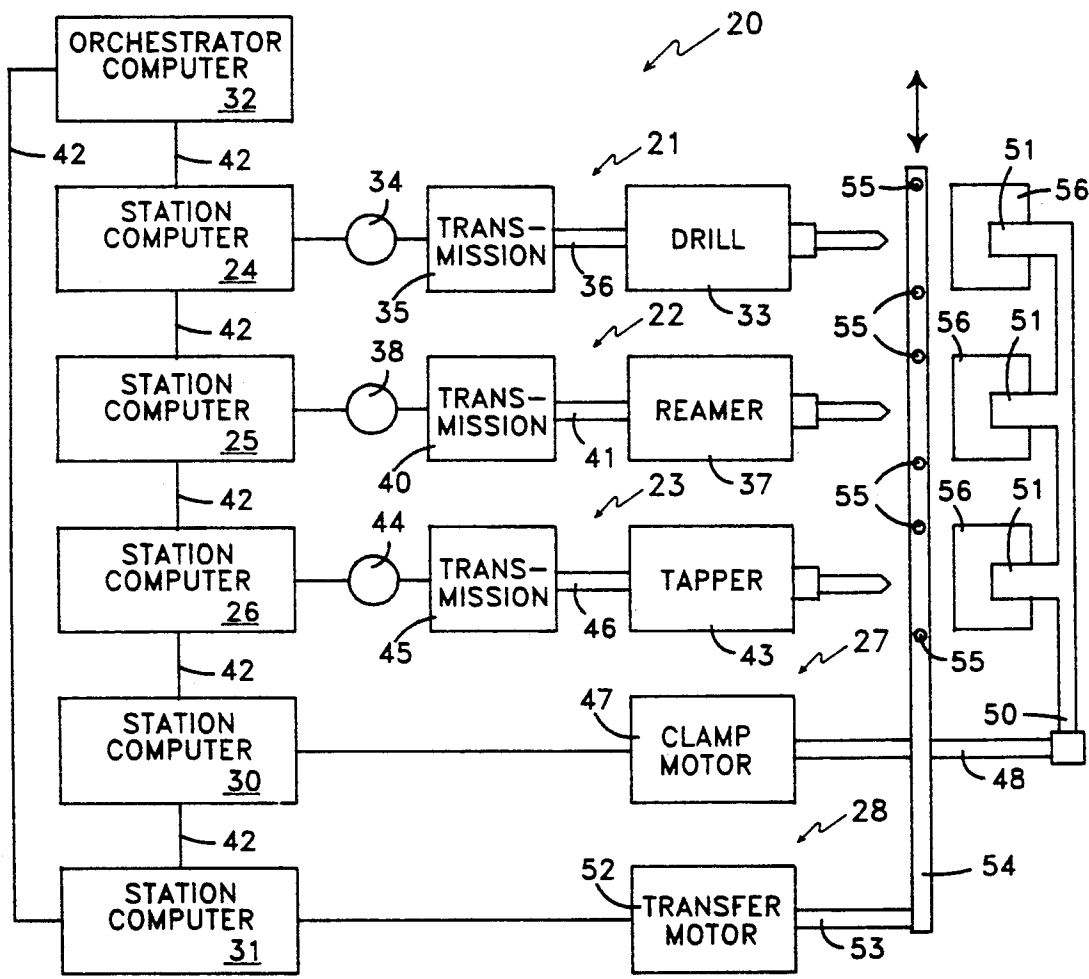 ORCHESTRATOR
COMPUTER
32
20
42
42
21
34
51
56
55
STATION
COMPUTER
24
TRANS-
MISSION
DRILL
35
36
33
42
22
55
56
51
38
STATION
COMPUTER
25
TRANS-
MISSION
REAMER
40
41
37
42
23
55
56
51
44
STATION
COMPUTER
26
TRANS-
MISSION
TAPPER
45
46
43
27
55
42
47
50
STATION
COMPUTER
30
CLAMP
MOTOR
48
42
28
52
54
STATION
COMPUTER
31
TRANSFER
MOTOR
53